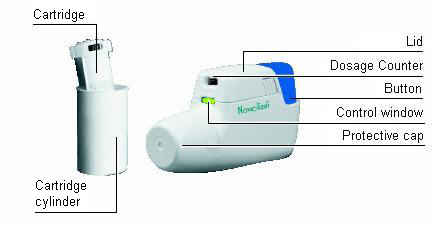 Cartridge
Lid
Dosage Counter
Button
Control window
Protective cap
Novolizer
Cartridge
cylinder